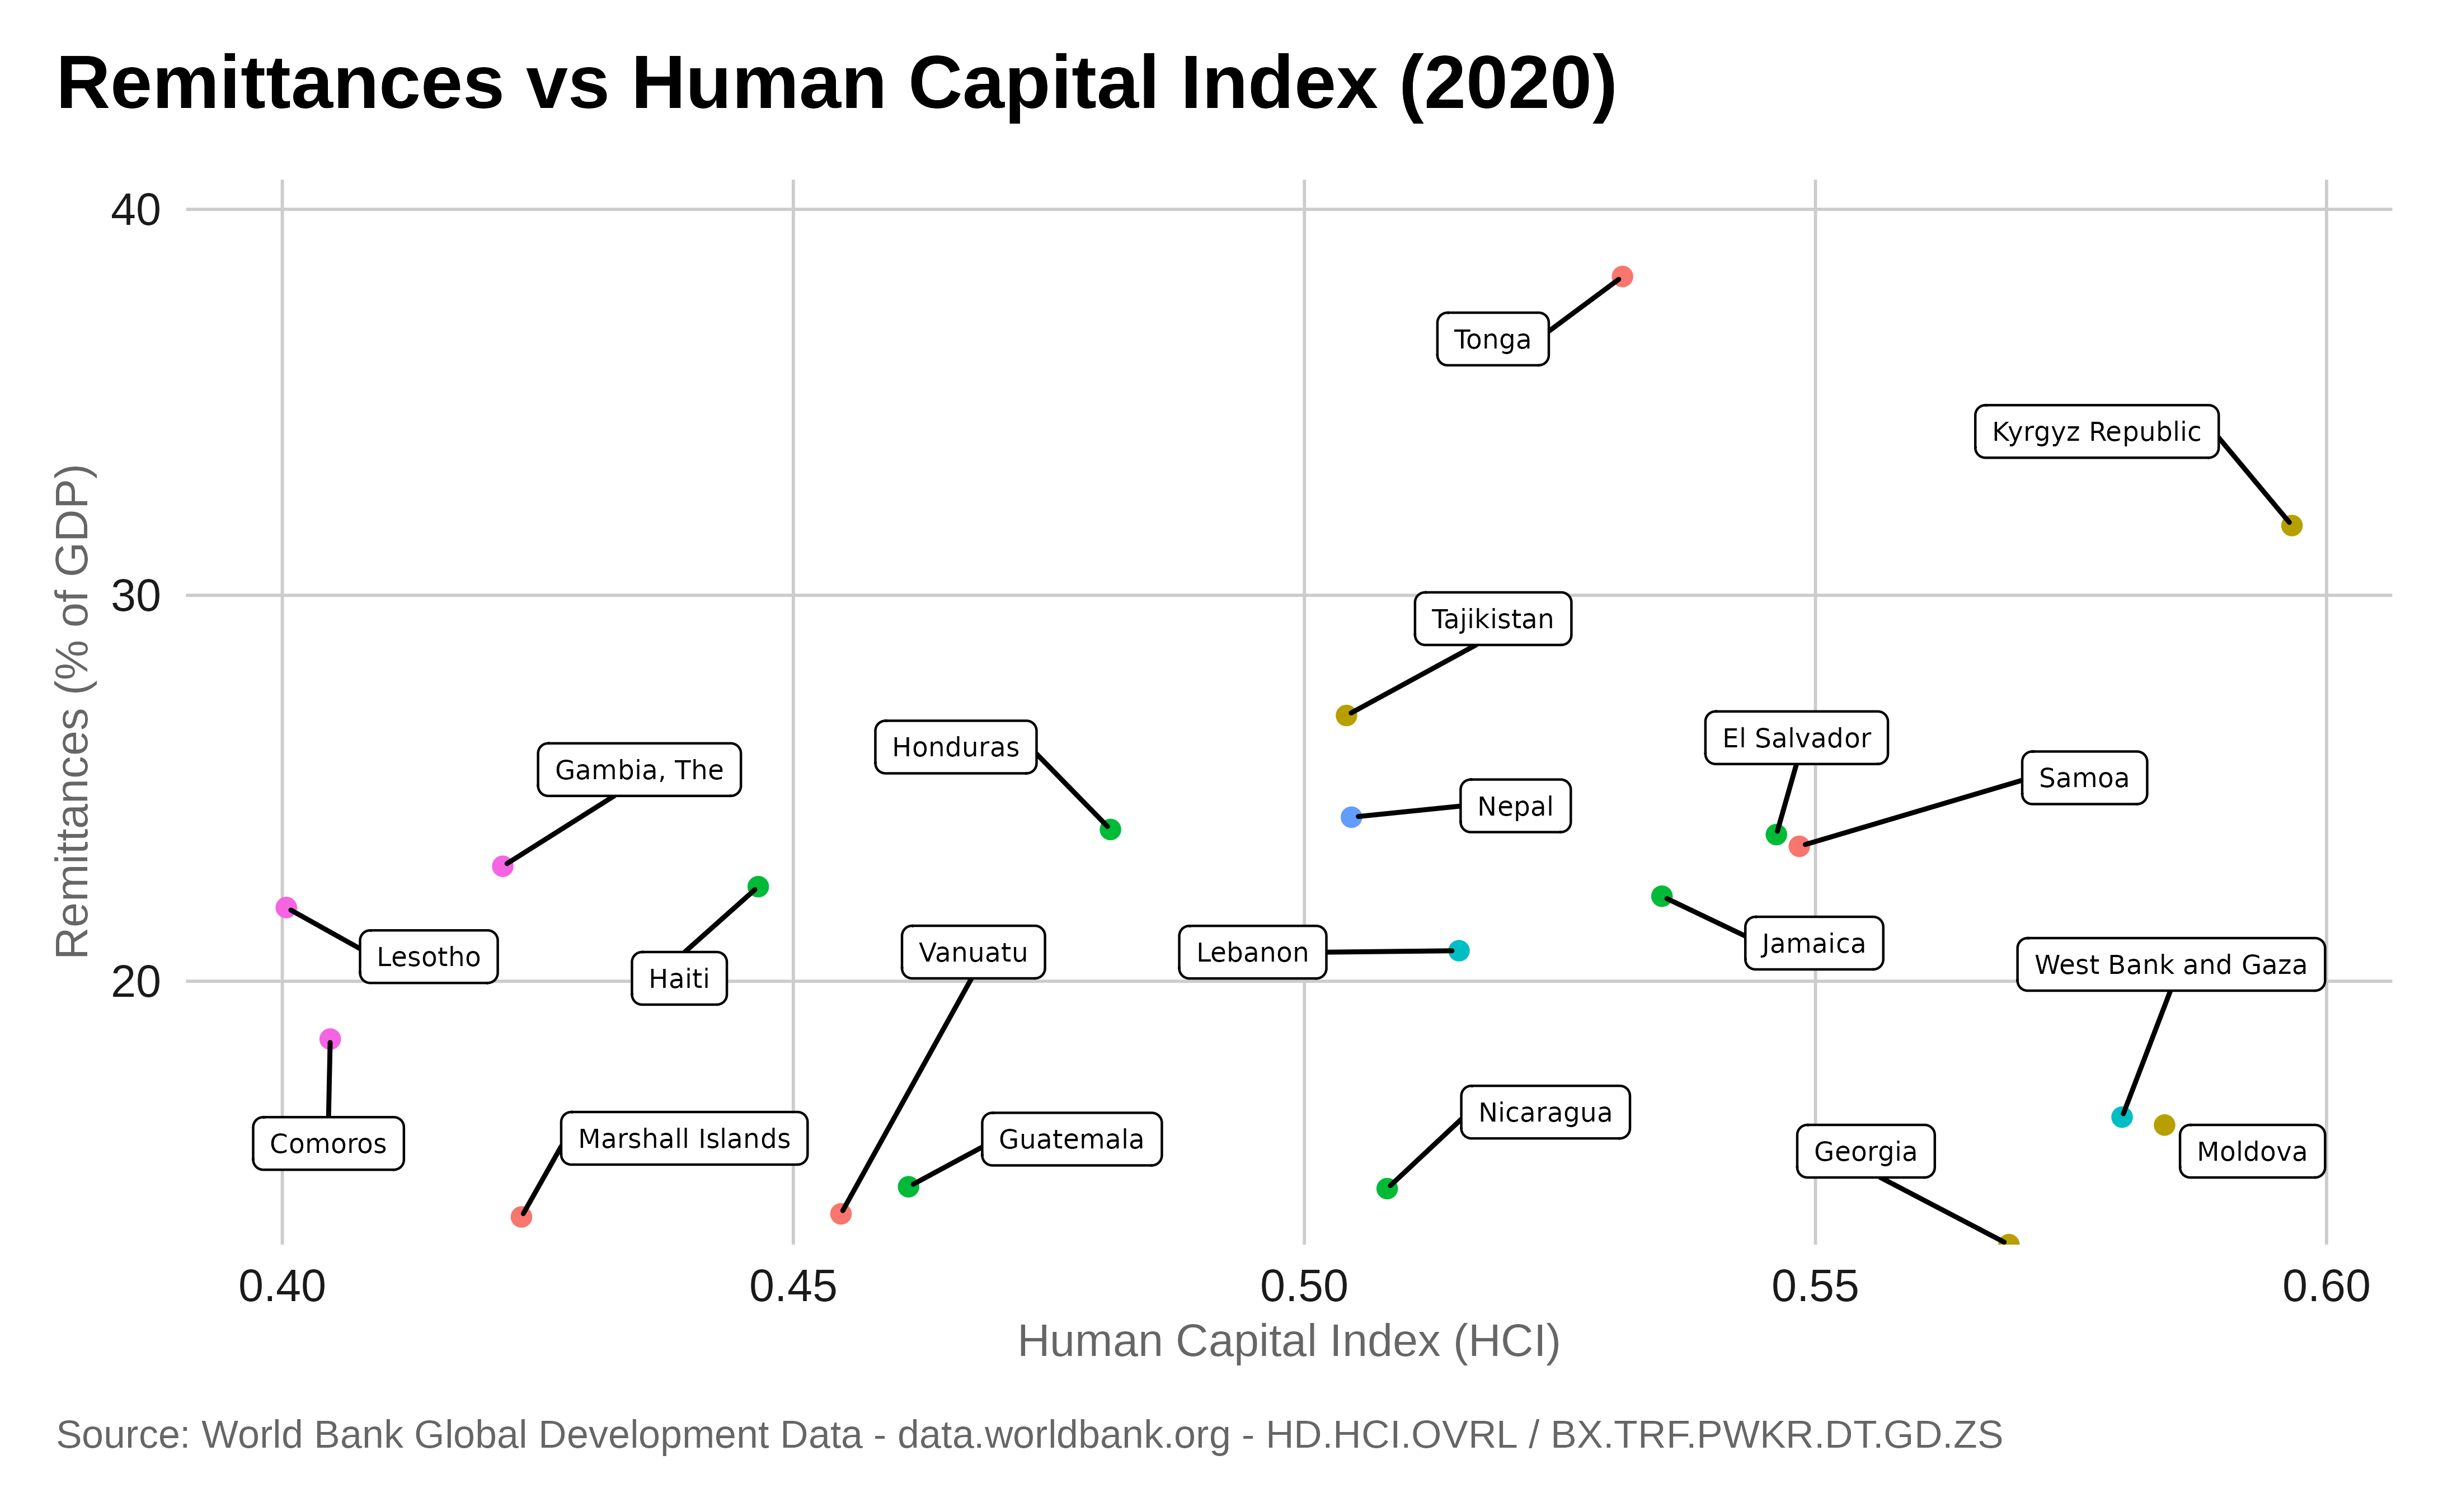 Remittances vs Human Capital Index (2020)
40
Tonga
Kyrgyz Republic
30
Tajikistan
El Salvador
Honduras
Gambia, The
Samoa
Nepal
Remittances (% of GDP)
Jamaica
Vanuatu
Lebanon
Lesotho
West Bank and Gaza
Haiti
20
Nicaragua
Marshall Islands
Guatemala
Comoros
Georgia
Moldova
0.40 0.45 0.50 0.55 0.60
Human Capital Index (HCI)
Source: World Bank Global Development Data - data.worldbank.org - HD.HCI.OVRL / BX.TRF.PWKR.DT.GD.ZS